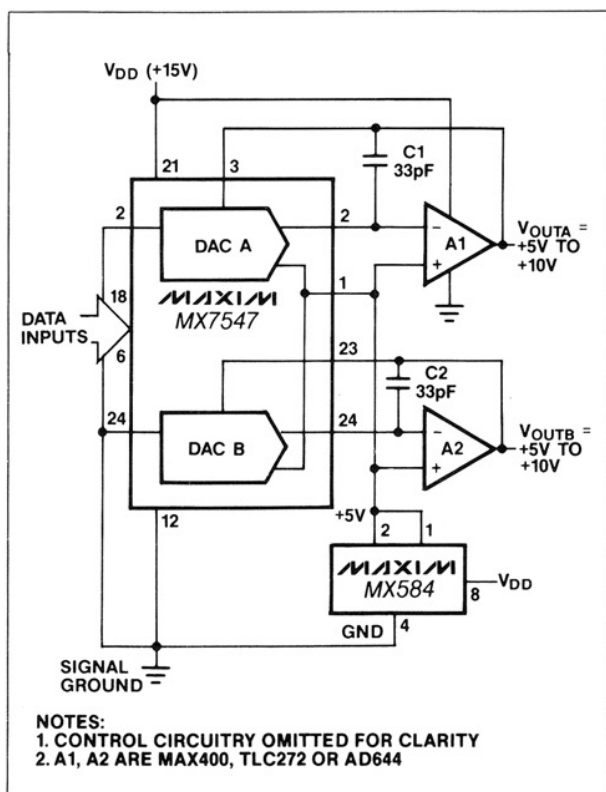 VDD (+15V)
C1
33pF
21
3
2
2
DAC A
A1
−
+
VOUTA =
+5V TO
+10V
MAXIM
MX7547
1
18
DATA
INPUTS
6
23
C2
33pF
24
24
DAC B
A2
−
+
VOUTB =
+5V TO
+10V
12
+5V
2
1
MAXIM
MX584
8
VDD
GND
4
SIGNAL
GROUND
NOTES:
1. CONTROL CIRCUITRY OMITTED FOR CLARITY
2. A1, A2 ARE MAX400, TLC272 OR AD644